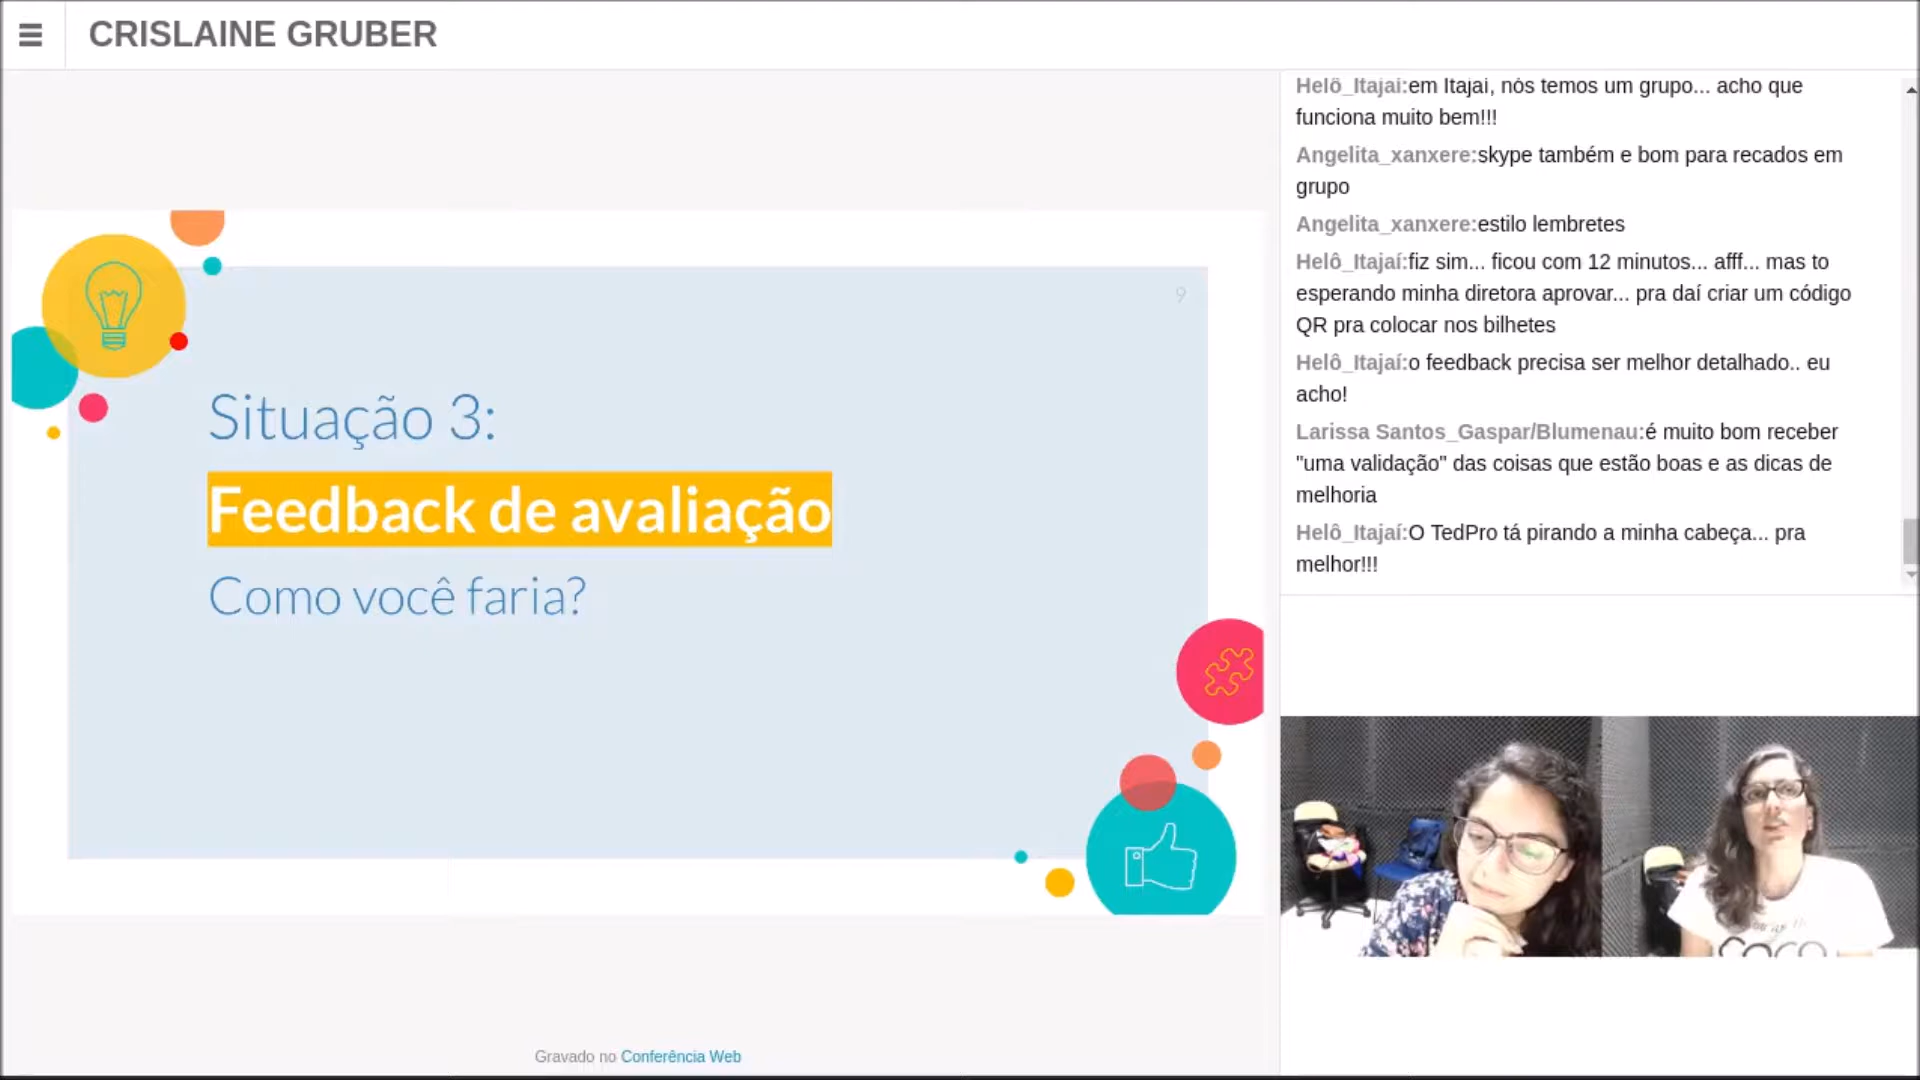 CRISLAINE GRUBER
9
Situação 3:
Feedback de avaliação
Como você faria?
Gravado no Conferência Web
Helô_Itajaí:em Itajaí, nós temos um grupo... acho que
funciona muito bem!!!
Angelita_xanxere:skype também e bom para recados em
grupo
Angelita_xanxere:estilo lembretes
Helô_Itajaí:fiz sim... ficou com 12 minutos... afff... mas to
esperando minha diretora aprovar... pra daí criar um código
QR pra colocar nos bilhetes
Helô_Itajaí:o feedback precisa ser melhor detalhado.. eu
acho!
Larissa Santos_Gaspar/Blumenau:é muito bom receber
"uma validação" das coisas que estão boas e as dicas de
melhoria
Helô_Itajaí:O TedPro tá pirando a minha cabeça... pra
melhor!!!